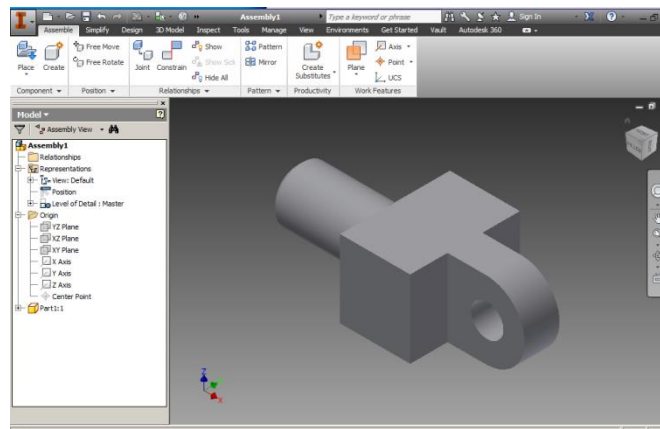 Assembly1 Type a keyword or phrase Sign In
Assemble Simplify Design 3D Model Inspect Tools Manage View Environments Get Started Vault Autodesk 360
Place Create Free Move Free Rotate Joint Constrain Show Show Sick Hide All Pattern Mirror Create Substitutes Plane Axis Point UCS
Component Position Relationships Pattern Productivity Work Features
Model
Assembly View
Assembly1
Relationships
Representations
View: Default
Position
Level of Detail : Master
Origin
YZ Plane
XZ Plane
XY Plane
X Axis
Y Axis
Z Axis
Center Point
Part1:1
Z
X